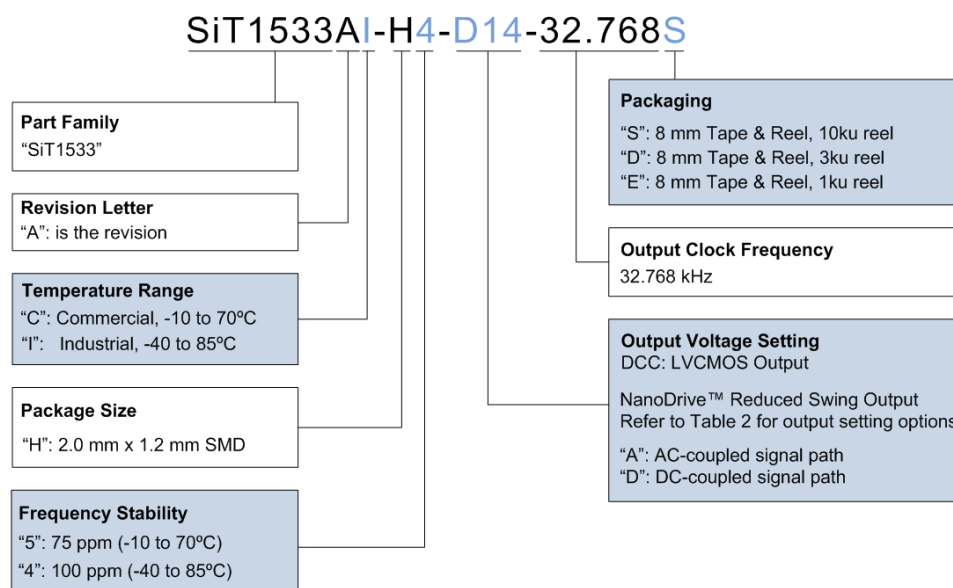 SiT1533AI-H4-D14-32.768S
Part Family
“SiT1533”
Revision Letter
“A”: is the revision
Temperature Range
“C”: Commercial, -10 to 70ºC
“I”: Industrial, -40 to 85ºC
Package Size
“H”: 2.0 mm x 1.2 mm SMD
Frequency Stability
“5”: 75 ppm (-10 to 70ºC)
“4”: 100 ppm (-40 to 85ºC)
Packaging
“S”: 8 mm Tape & Reel, 10ku reel
“D”: 8 mm Tape & Reel, 3ku reel
“E”: 8 mm Tape & Reel, 1ku reel
Output Clock Frequency
32.768 kHz
Output Voltage Setting
DCC: LVCMOS Output
NanoDrive™ Reduced Swing Output
Refer to Table 2 for output setting options
“A”: AC-coupled signal path
“D”: DC-coupled signal path